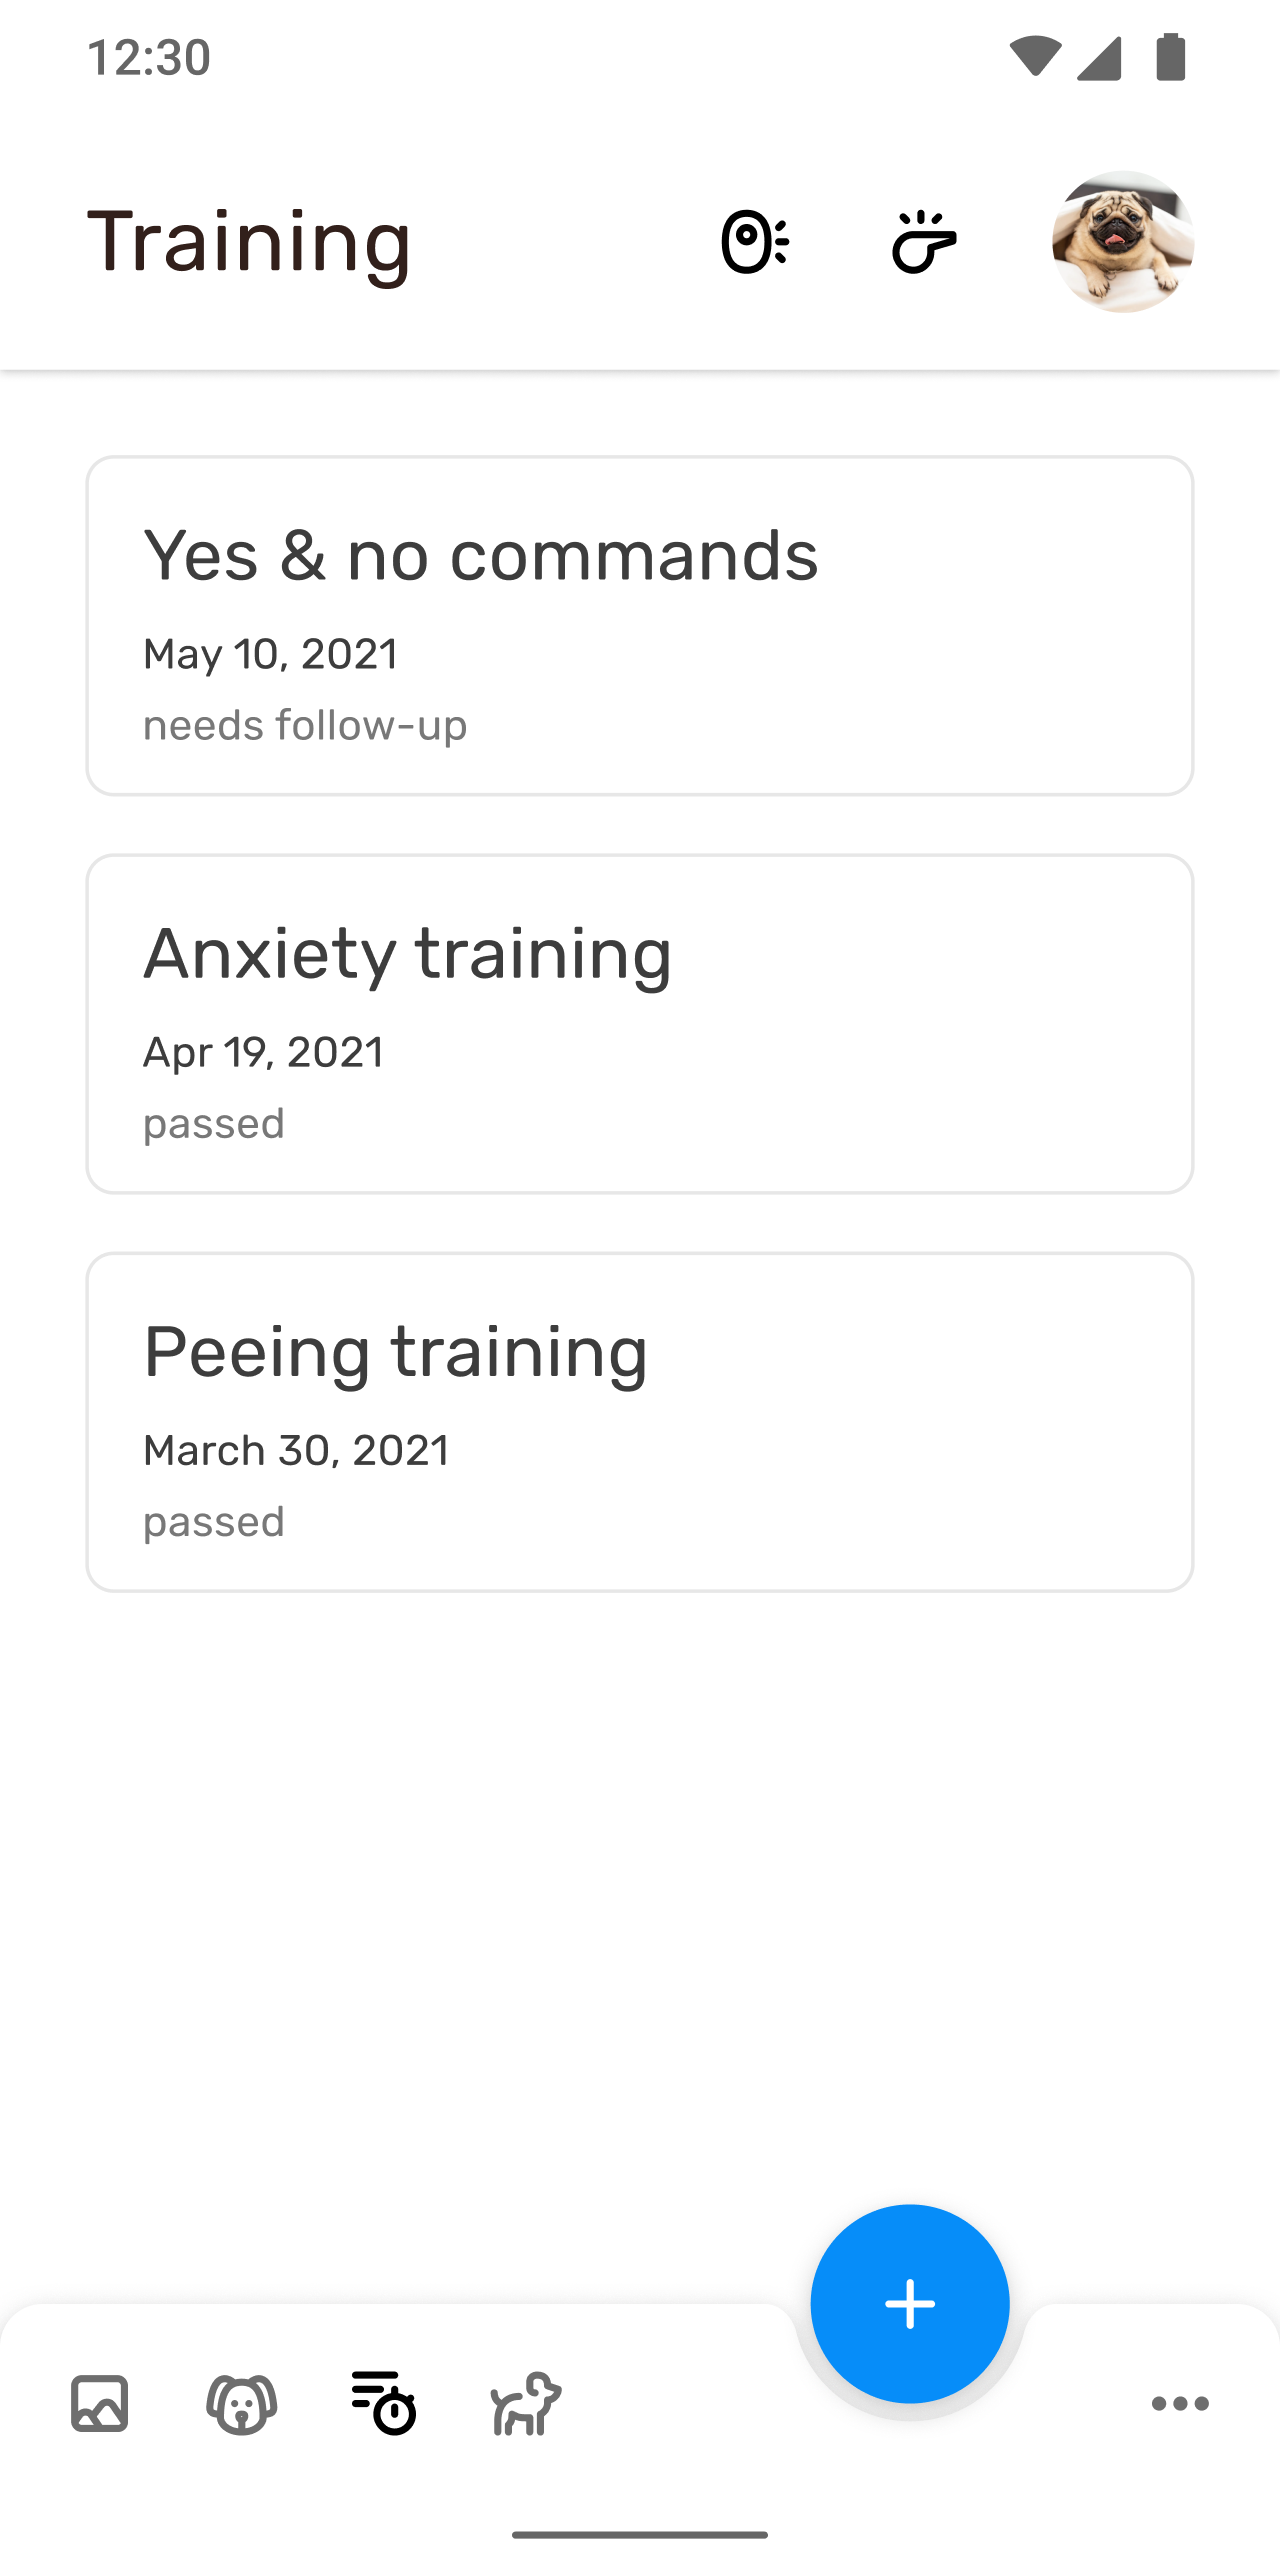 12:30
Training
Yes & no commands
May 10, 2021
needs follow-up
Anxiety training
Apr 19, 2021
passed
Peeing training
March 30, 2021
passed